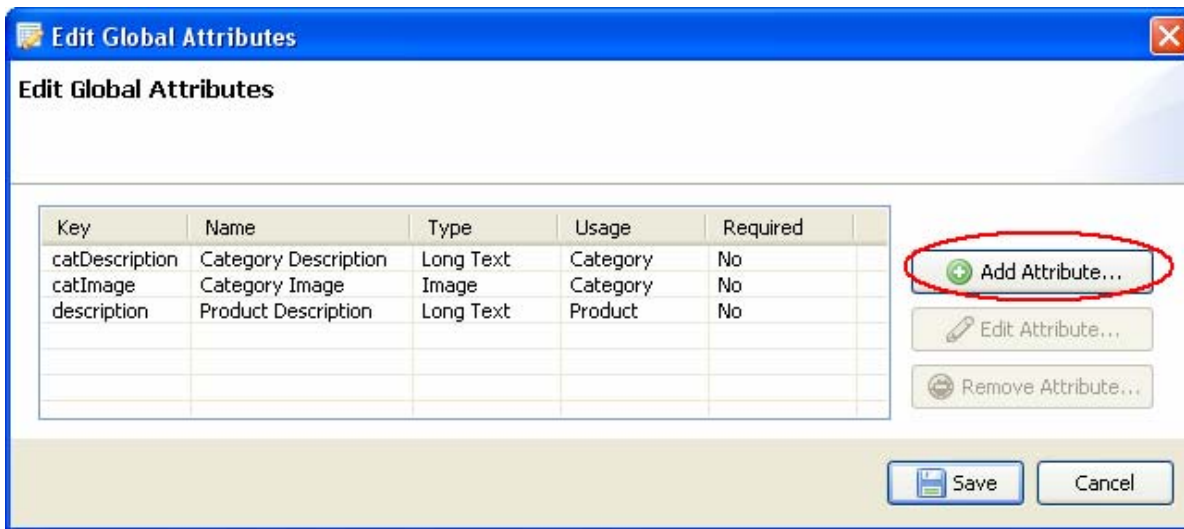 Edit Global Attributes
Edit Global Attributes
Key Name Type Usage Required
catDescription Category Description Long Text Category No
catImage Category Image Image Category No
description Product Description Long Text Product No
Add Attribute...
Edit Attribute...
Remove Attribute...
Save Cancel